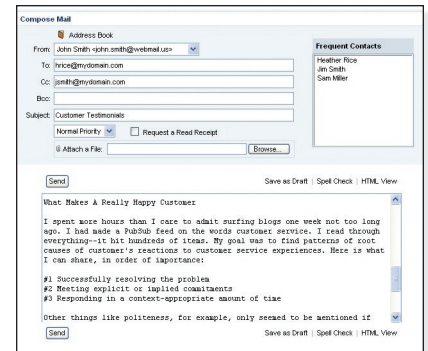 Compose Mail
Address Book
From: John Smith <john.smith@webmail.us>
To: hrice@mydomain.com
Cc: jsmith@mydomain.com
Bcc:
Subject: Customer Testimonials
Normal Priority Request a Read Receipt
Attach a File: Browse...
Frequent Contacts
Heather Rice
Jim Smith
Sam Miller
Send Save as Draft | Spell Check | HTML View
What Makes A Really Happy Customer
I spent more hours than I care to admit surfing blogs one week not too long
ago. I had made a PubSub feed on the words customer service. I read through
everything--it hit hundreds of items. My goal was to find patterns of root
causes of customer's reactions to customer service experiences. Here is what
I can share, in order of importance:
#1 Successfully resolving the problem
#2 Meeting explicit or implied commitments
#3 Responding in a context-appropriate amount of time
Other things like politeness, for example, only seemed to be mentioned if
Send Save as Draft | Spell Check | HTML View